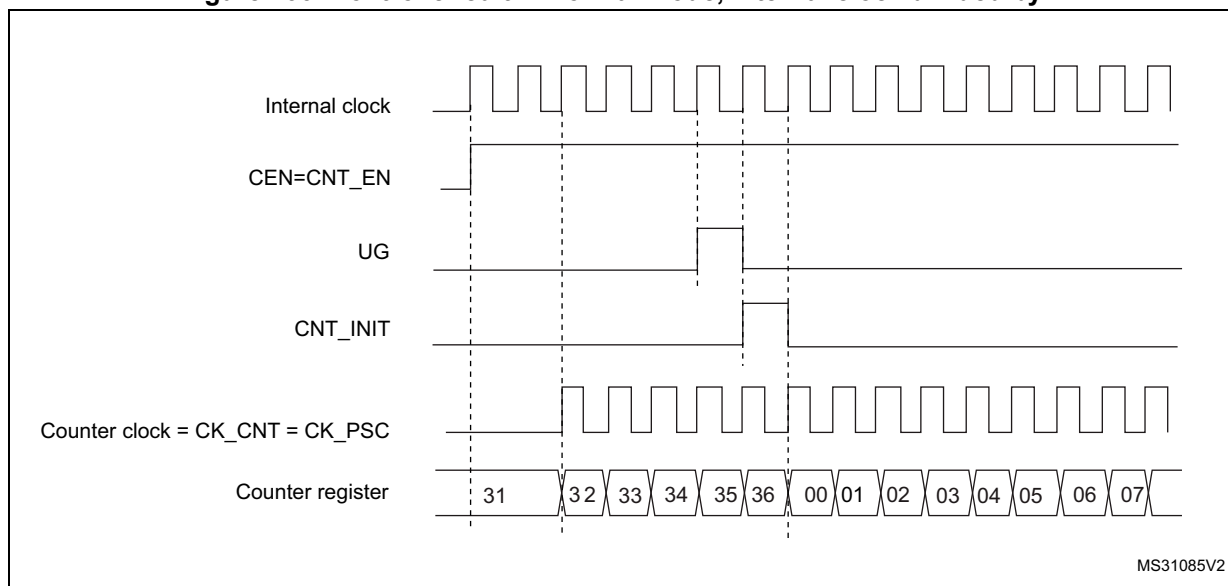 Internal clock
CEN=CNT_EN
UG
CNT_INIT
Counter clock = CK_CNT = CK_PSC
Counter register 31 32 33 34 35 36 00 01 02 03 04 05 06 07
MS31085V2